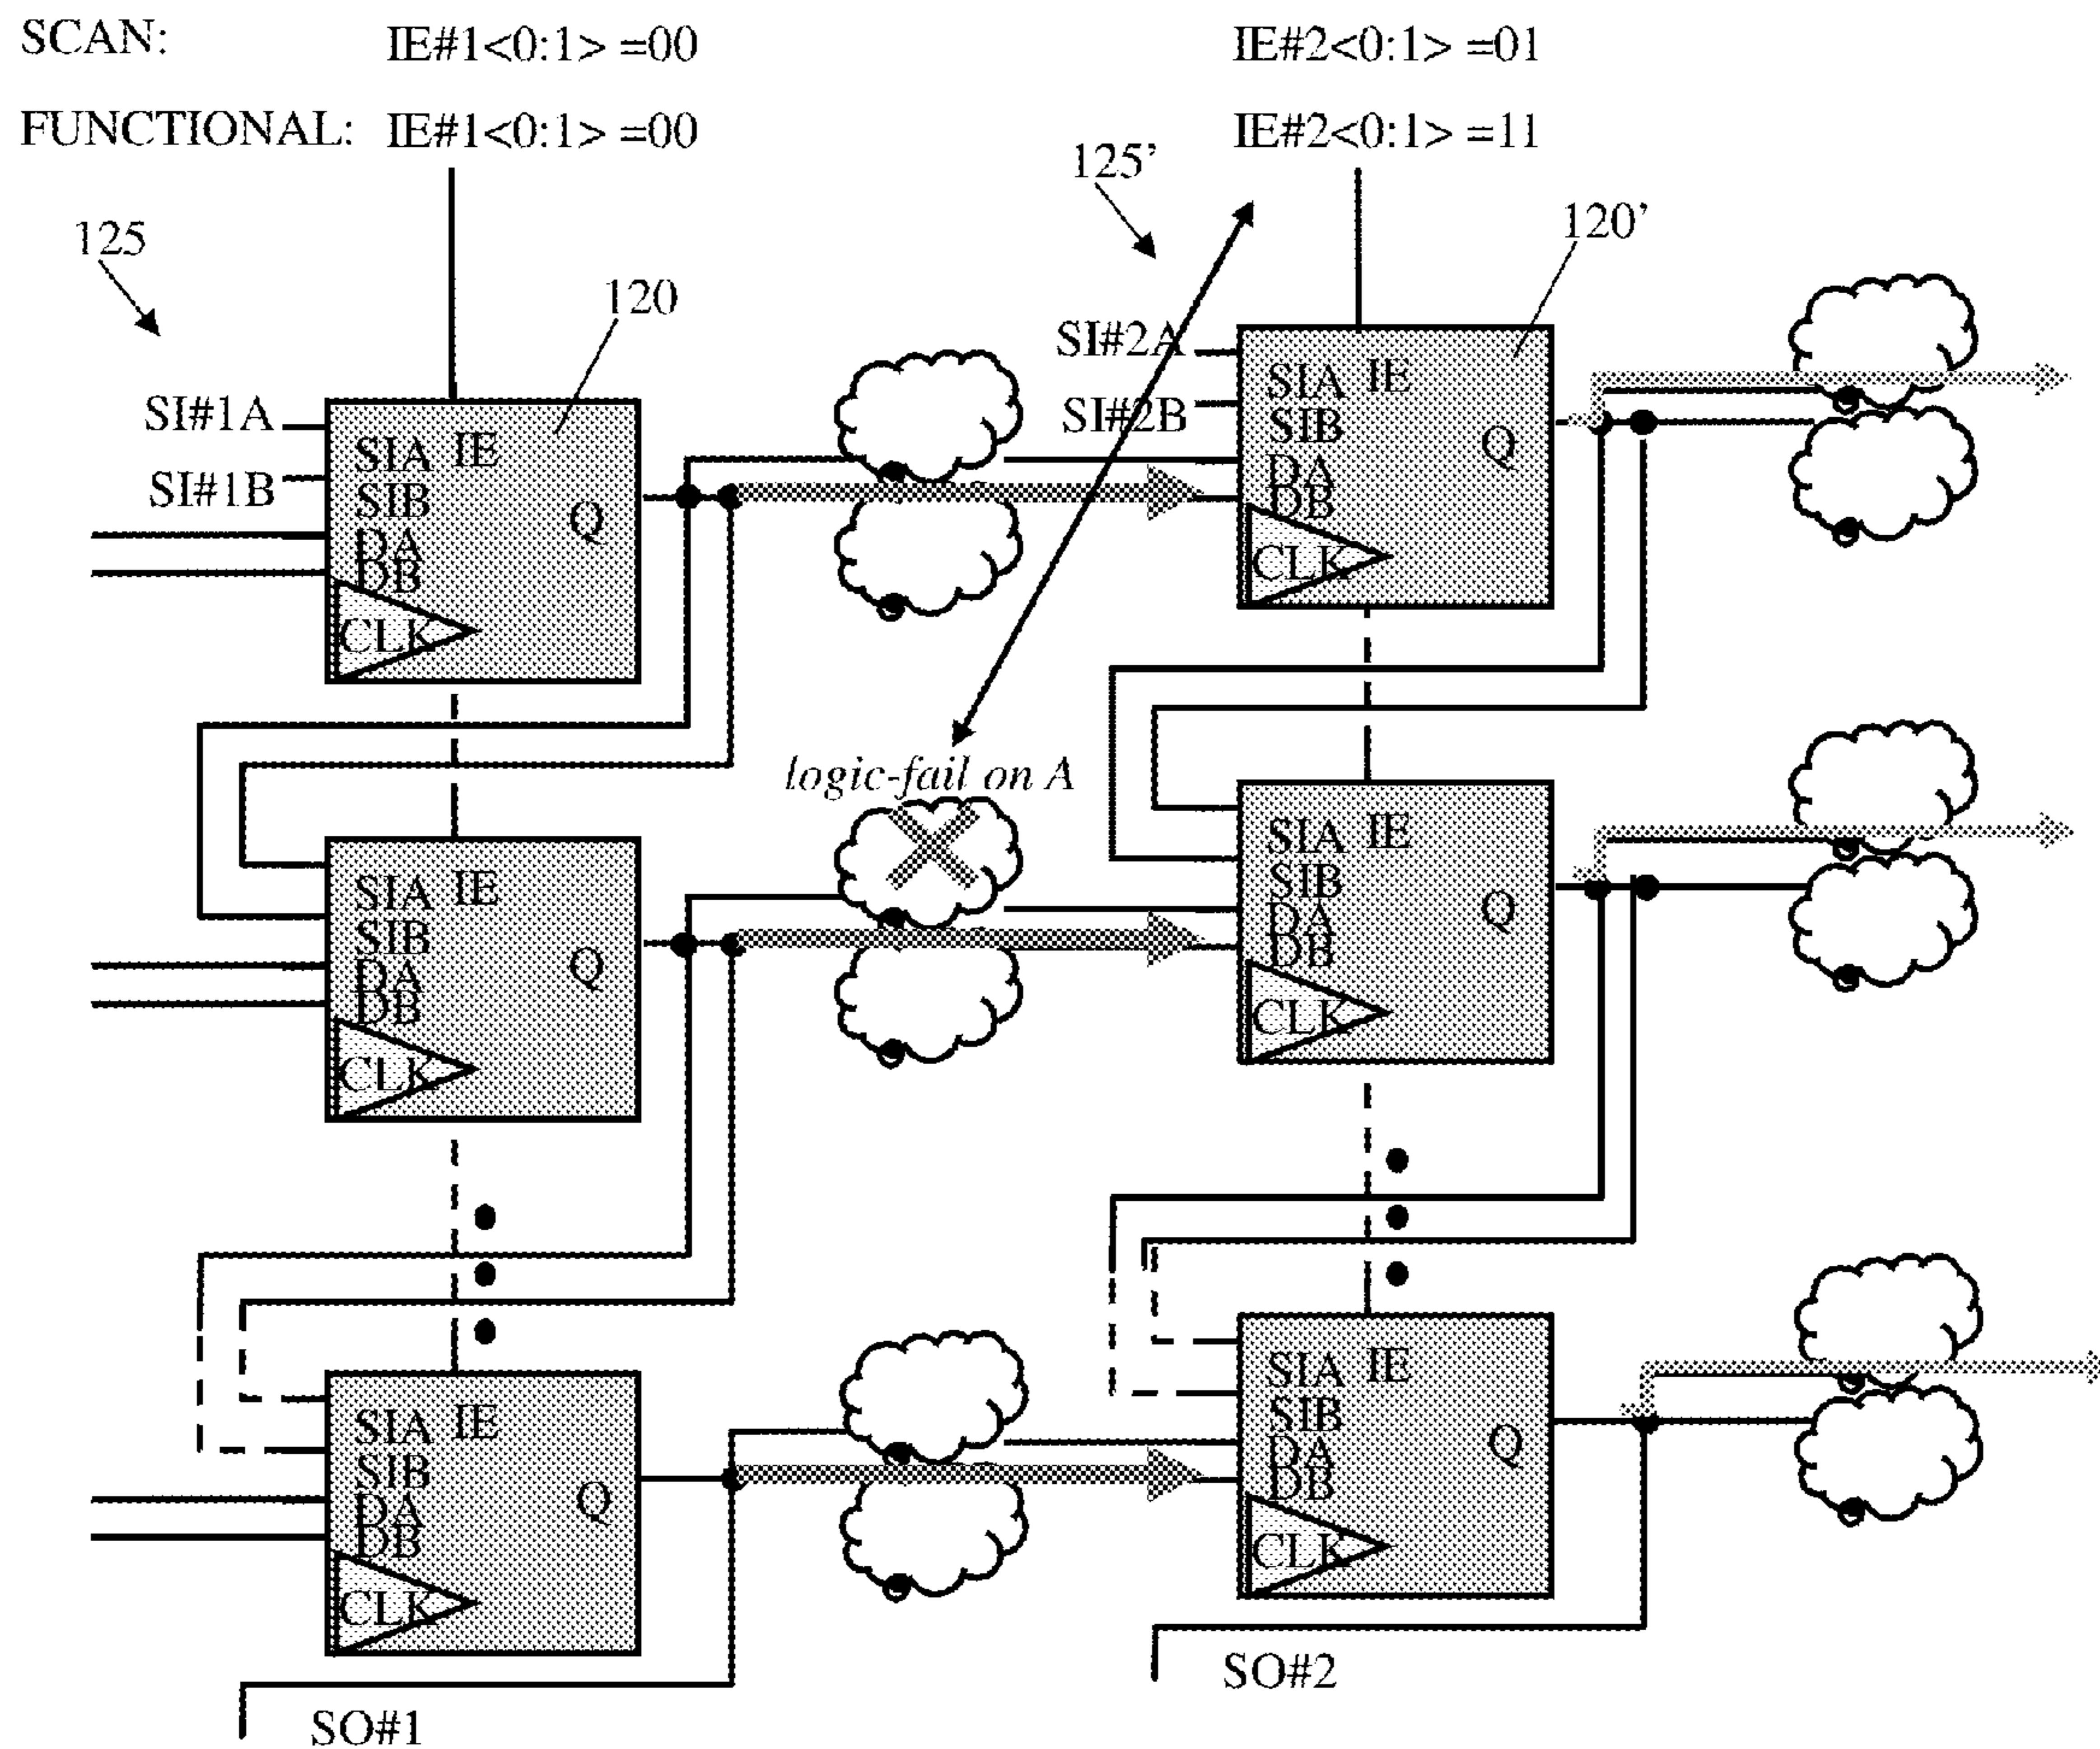 SCAN: IE#1<0:1> =00 IE#2<0:1> =01
FUNCTIONAL: IE#1<0:1> =00 IE#2<0:1> =11
125
120
SI#1A
SI#1B
SIA IE
SIB
Q
DA
DB
CLK
125'
120'
SI#2A
SI#2B
SIA IE
SIB
Q
DA
DB
CLK
SIA IE
SIB
Q
DA
DB
CLK
logic-fail on A
SIA IE
SIB
Q
DA
DB
CLK
SIA IE
SIB
Q
DA
DB
CLK
SO#1
SIA IE
SIB
Q
DA
DB
CLK
SO#2